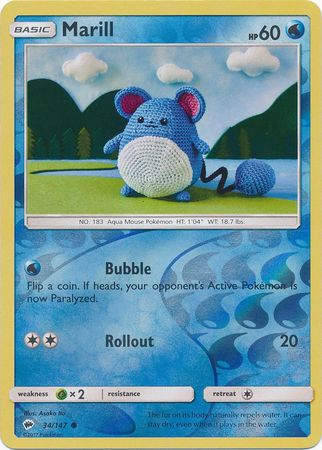 BASIC Marill HP60
NO. 183 Aqua Mouse Pokémon HT: 1'04" WT: 18.7 lbs.
Bubble
Flip a coin. If heads, your opponent's Active Pokémon is
now Paralyzed.
Rollout 20
weakness × 2 resistance retreat
Illus. Asako Ito
34/147
©2017 Pokémon
The fur on its body naturally repels water. It can
stay dry, even when it plays in the water.